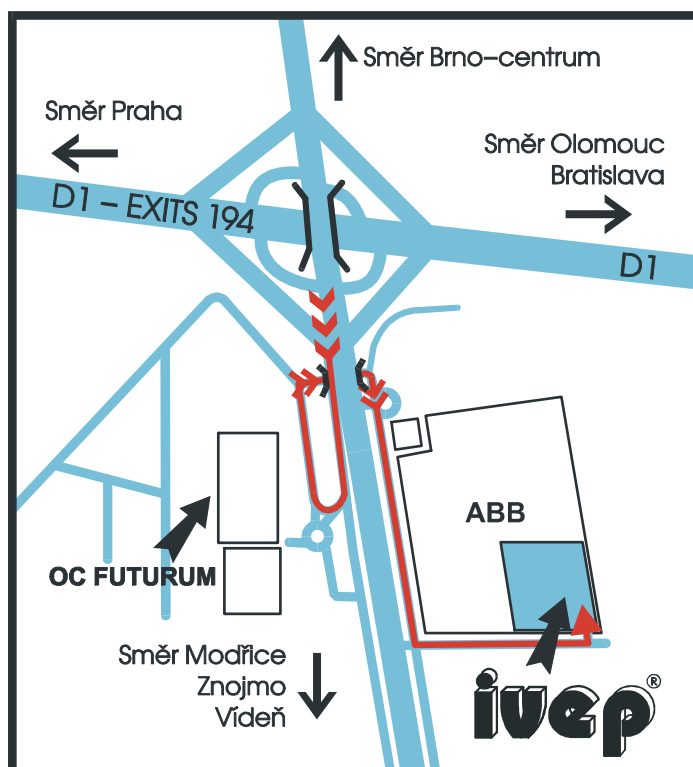 Směr Brno–centrum
Směr Praha
Směr Olomouc
Bratislava
D1 – EXITS 194
D1
ABB
OC FUTURUM
Směr Modřice
Znojmo
Vídeň
ivep®